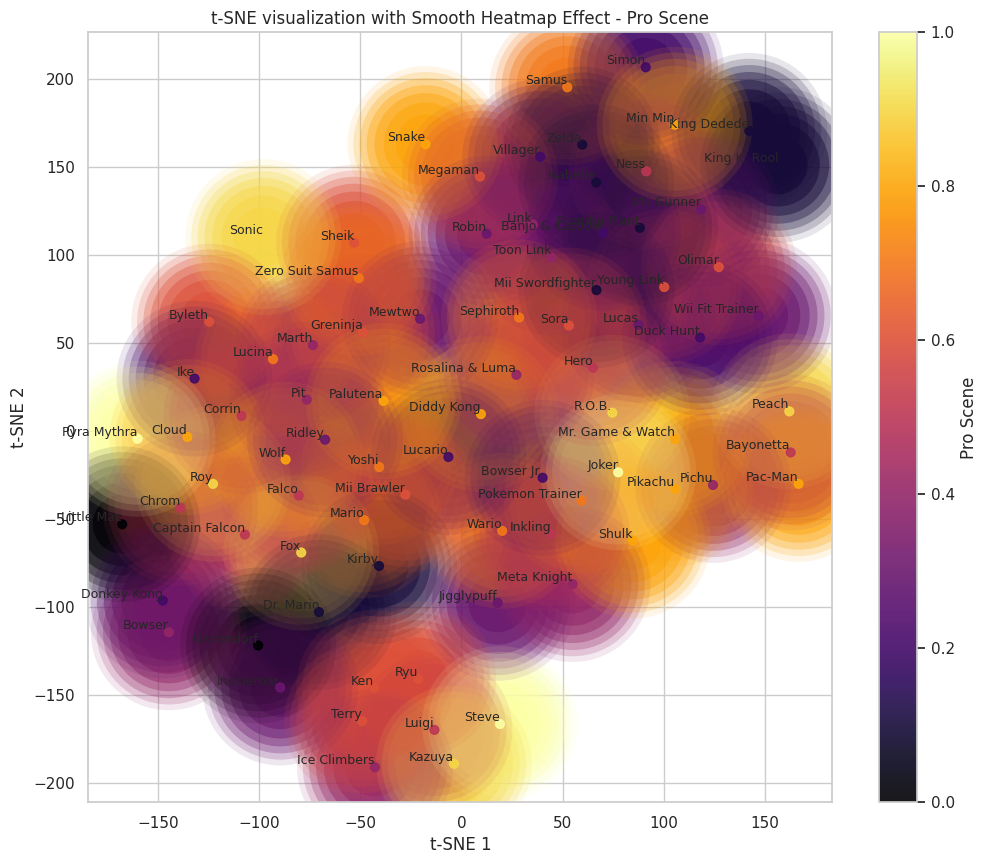 t-SNE visualization with Smooth Heatmap Effect - Pro Scene
1.0
0.8
0.6
0.4
0.2
0.0
Pro Scene
200
150
100
50
0
−50
−100
−150
−200
t-SNE 2
−150
−100
−50
0
50
100
150
t-SNE 1
Simon
Samus
Min Min
King Dedede
Snake
Villager
Zelda
King K Rool
Ness
Megaman
Gunner
Sonic
Sheik
Robin
Link
Banjo
Toon Link
Olimar
Zero Suit Samus
Mii Swordfighter
Young Link
Byleth
Mewtwo
Sephiroth
Sora
Lucas
Wii Fit Trainer
Greninja
Duck Hunt
Marth
Lucina
Ike
Rosalina & Luma
Hero
Pit
Palutena
Corrin
Diddy Kong
R.O.B.
Peach
Pyra Mythra
Cloud
Ridley
Mr. Game & Watch
Wolf
Lucario
Bayonetta
Yoshi
Bowser Jr.
Joker
Roy
Falco
Mii Brawler
Pokemon Trainer
Pikachu
Pichu
Pac-Man
Chrom
Little Mac
Captain Falcon
Mario
Wario
Inkling
Shulk
Fox
Kirby
Meta Knight
Donkey Kong
Dr. Mario
Jigglypuff
Bowser
Ken
Ryu
Terry
Luigi
Steve
Ice Climbers
Kazuya